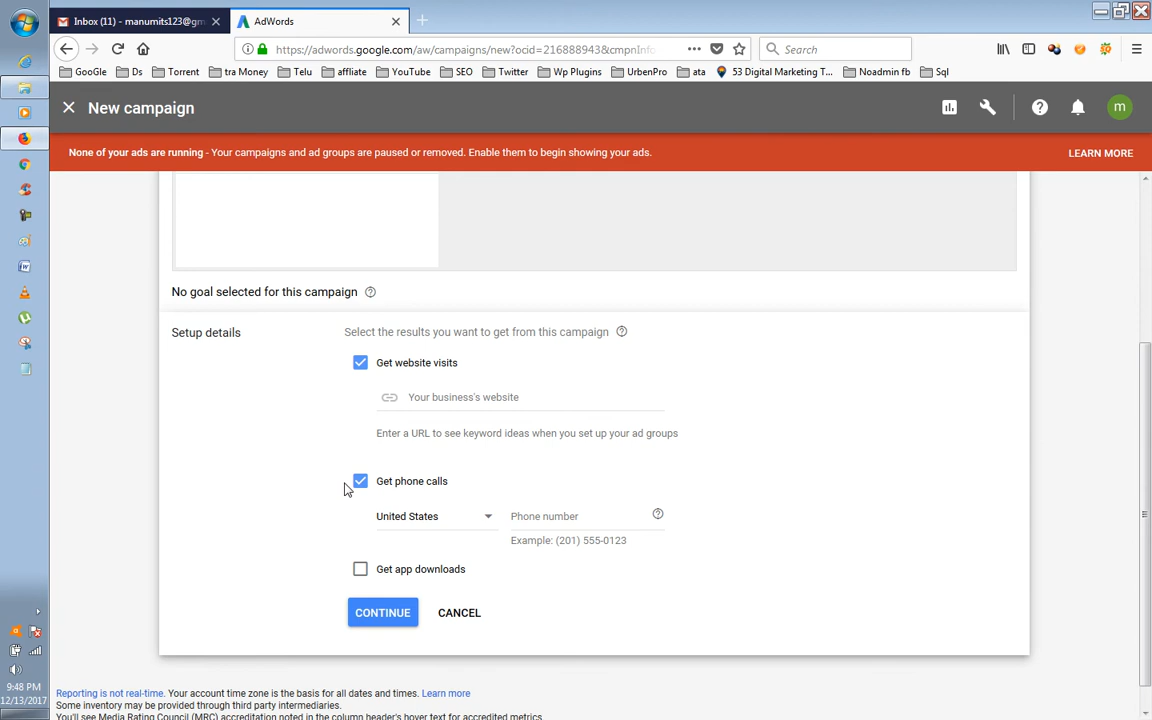 Inbox (11) - manumits123@gm
AdWords
https://adwords.google.com/aw/campaigns/new?ocid=216888943&cmpnInfo
Search
GooGle
Ds
Torrent
tra Money
Telu
affliate
YouTube
SEO
Twitter
Wp Plugins
UrbenPro
ata
53 Digital Marketing T...
Noadmin fb
Sql
New campaign
m
None of your ads are running - Your campaigns and ad groups are paused or removed. Enable them to begin showing your ads.
LEARN MORE
No goal selected for this campaign
Setup details
Select the results you want to get from this campaign
Get website visits
Your business's website
Enter a URL to see keyword ideas when you set up your ad groups
Get phone calls
United States
Phone number
Example: (201) 555-0123
Get app downloads
CONTINUE
CANCEL
9:48 PM
12/13/2017
Reporting is not real-time. Your account time zone is the basis for all dates and times. Learn more
Some inventory may be provided through third party intermediaries.
You'll see Media Rating Council (MRC) accreditation noted in the column header's hover text for accredited metrics